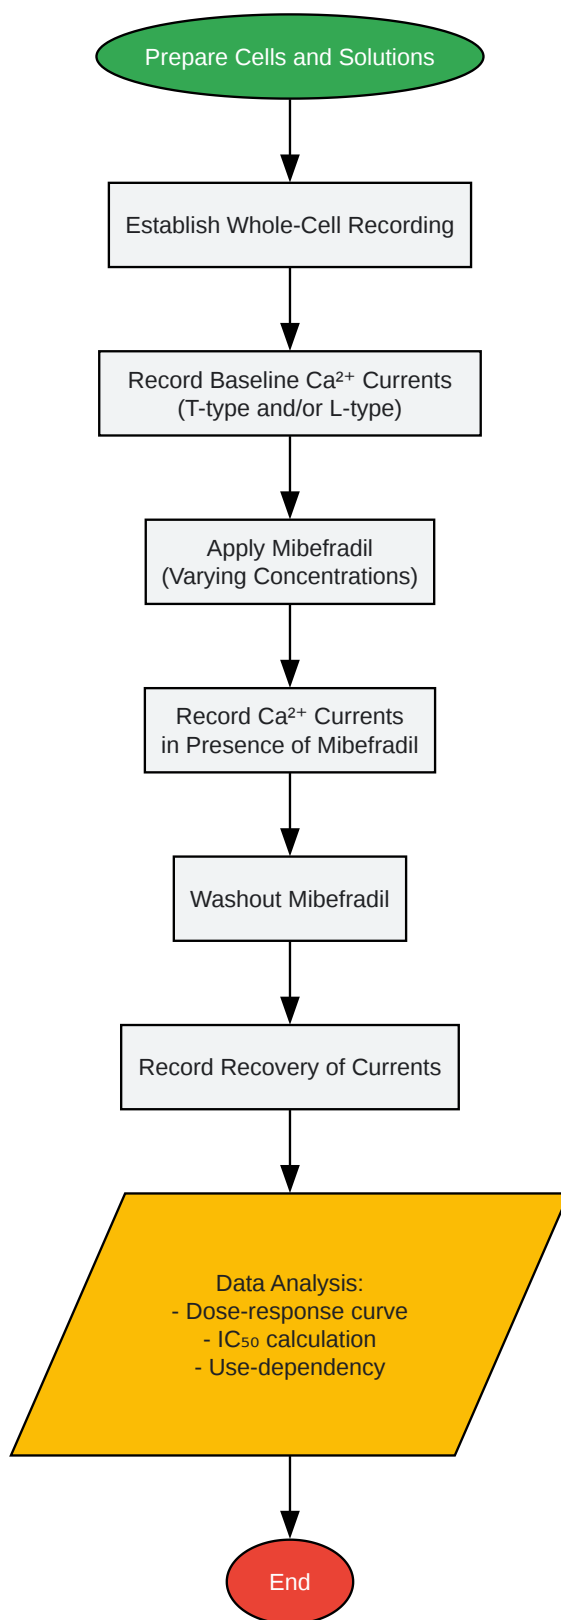 Prepare Cells and Solutions
Establish Whole-Cell Recording
Record Baseline Ca²⁺ Currents
(T-type and/or L-type)
Apply Mibefradil
(Varying Concentrations)
Record Ca²⁺ Currents
in Presence of Mibefradil
Washout Mibefradil
Record Recovery of Currents
Data Analysis:
- Dose-response curve
- IC₅₀ calculation
- Use-dependency
End